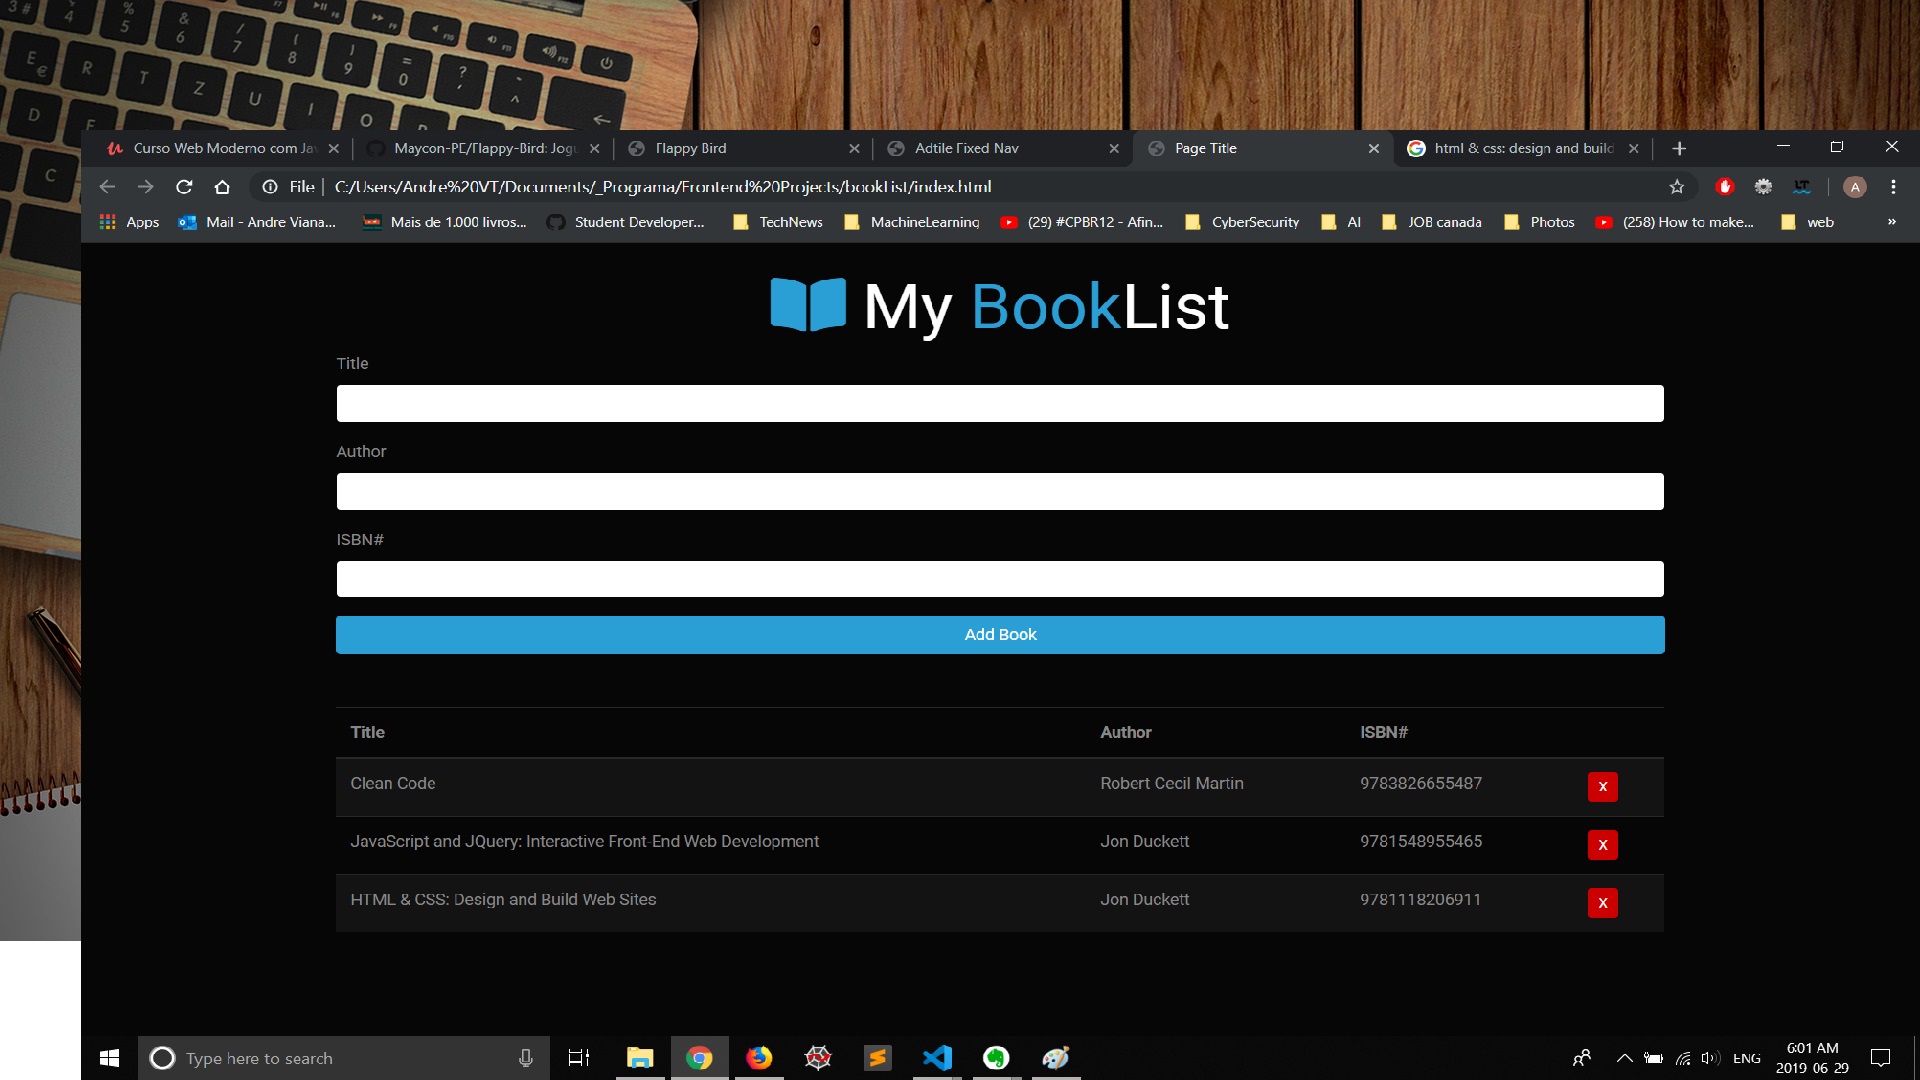 Curso Web Moderno com Jav
Maycon-PE/Flappy-Bird: Jogu
Flappy Bird
Adtile Fixed Nav
Page Title
html & css: design and build
File | C:/Users/Andre%20VT/Documents/_Programa/Frontend%20Projects/bookList/index.html
A
Apps
Mail - Andre Viana...
Mais de 1.000 livros...
Student Developer...
TechNews
MachineLearning
(29) #CPBR12 - Afin...
CyberSecurity
AI
JOB canada
Photos
(258) How to make...
web
»
My BookList
Title
Author
ISBN#
Add Book
Title Author ISBN#
Clean Code Robert Cecil Martin 9783826655487 X
JavaScript and JQuery: Interactive Front-End Web Development Jon Duckett 9781548955465 X
HTML & CSS: Design and Build Web Sites Jon Duckett 9781118206911 X
Type here to search
ENG
6:01 AM
2019-06-29